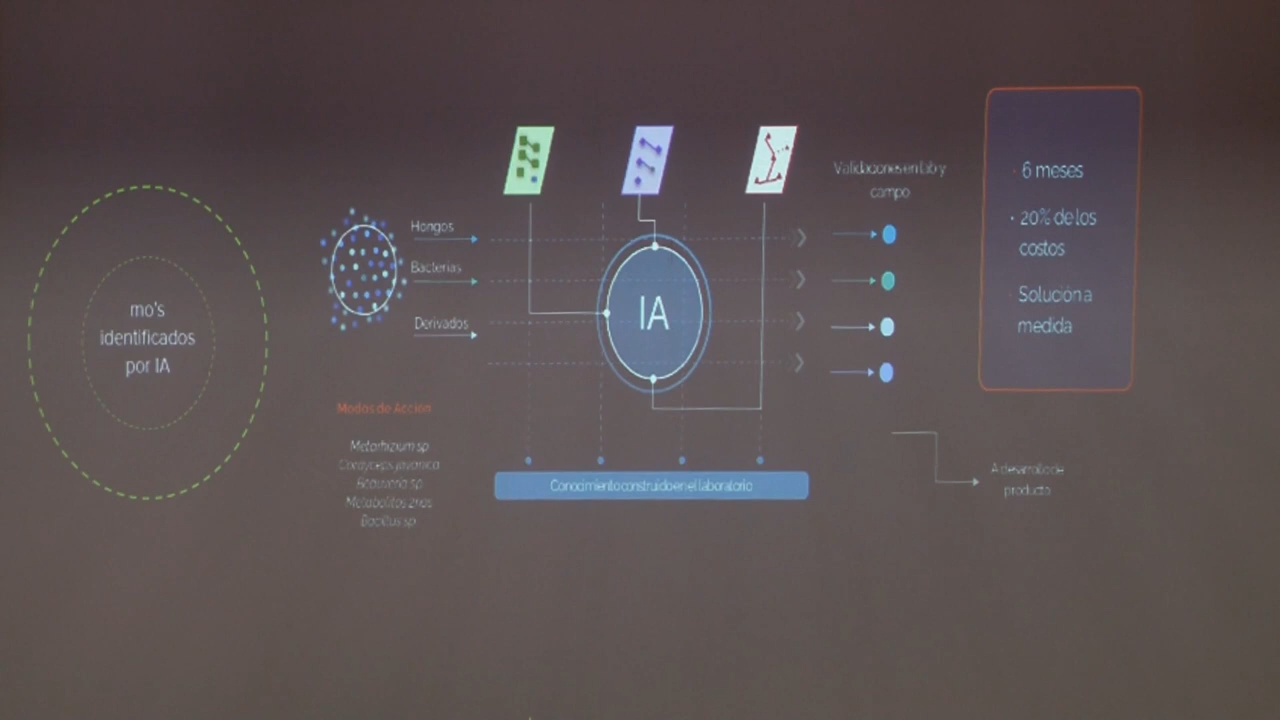 mo's
identificados
por IA
Hongos
Bacterias
Derivados
Modos de Acción
Metarhizium sp
Cordyceps javanica
Beauveria sp
Metabolitos 2rios
Bacillus sp
IA
Conocimiento construido en el laboratorio
Validaciones en lab y
campo
· 6 meses
· 20% de los
costos
· Solución a
medida
A desarrollo de
producto